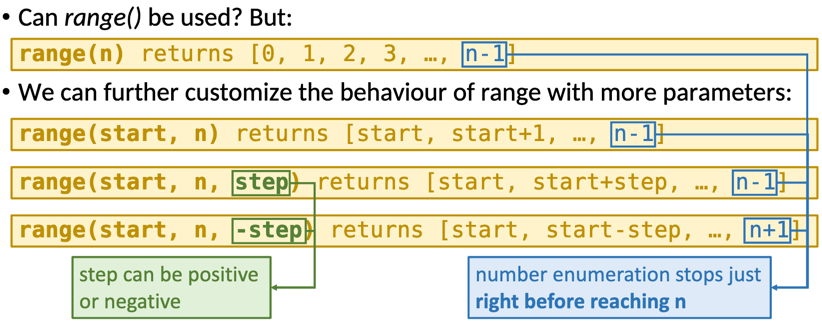 • Can range() be used? But:
range(n) returns [0, 1, 2, 3, …, n-1]
• We can further customize the behaviour of range with more parameters:
range(start, n) returns [start, start+1, …, n-1]
range(start, n, step) returns [start, start+step, …, n-1]
range(start, n, -step) returns [start, start-step, …, n+1]
step can be positive
or negative
number enumeration stops just
right before reaching n